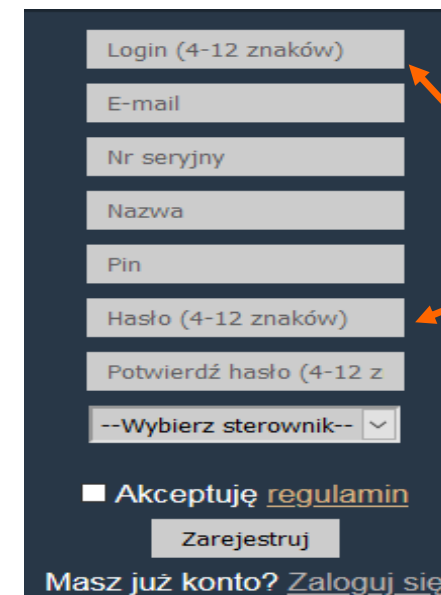 Login (4-12 znaków)
E-mail
Nr seryjny
Nazwa
Pin
Hasło (4-12 znaków)
Potwierdź hasło (4-12 z
--Wybierz sterownik--
Akceptuję regulamin
Zarejestruj
Masz już konto? Zaloguj się